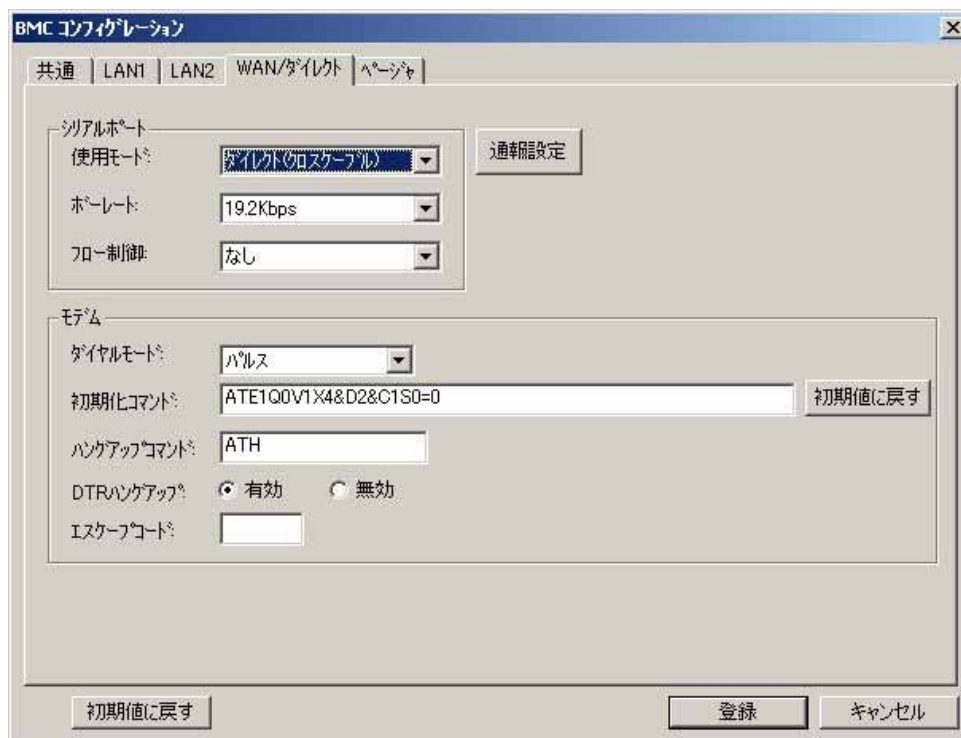 BMC ｺﾝﾌｨｸﾞﾚｰｼｮﾝ
共通 LAN1 LAN2 WAN/ﾀﾞｲﾚｸﾄ ﾍﾟｰｼﾞｬ
ｼﾘｱﾙﾎﾟｰﾄ
使用ﾓｰﾄﾞ: ﾀﾞｲﾚｸﾄ(ｸﾛｽｹｰﾌﾞﾙ) 通報設定
ﾎﾞｰﾚｰﾄ: 19.2Kbps
ﾌﾛｰ制御: なし
ﾓﾃﾞﾑ
ﾀﾞｲﾔﾙﾓｰﾄﾞ: ﾊﾟﾙｽ
初期化ｺﾏﾝﾄﾞ: ATE1Q0V1X4&D2&C1S0=0 初期値に戻す
ﾊﾝｸﾞｱｯﾌﾟｺﾏﾝﾄﾞ: ATH
DTRﾊﾝｸﾞｱｯﾌﾟ: 有効 無効
ｴｽｹｰﾌﾟｺｰﾄﾞ:
初期値に戻す 登録 キャンセル